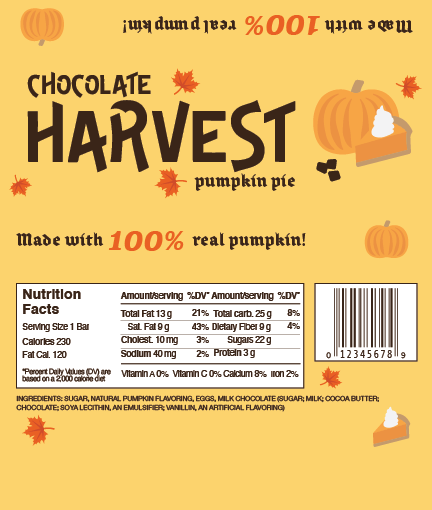 Made with 100% real pumpkin!
CHOCOLATE
HARVEST
pumpkin pie
Made with 100% real pumpkin!
Nutrition
Facts
Serving Size 1 Bar
Calories 230
Fat Cal. 120
*Percent Daily Values (DV) are
based on a 2,000 calorie diet
Amount/serving %DV* Amount/serving %DV*
Total Fat 13 g 21% Total carb. 25 g 8%
Sat. Fat 9 g 43% Dietary Fiber 9 g 4%
Cholest. 10 mg 3% Sugars 22 g
Sodium 40 mg 2% Protein 3 g
Vitamin A 0% Vitamin C 0% Calcium 8% Iron 2%
0 12345678 9
INGREDIENTS: SUGAR, NATURAL PUMPKIN FLAVORING, EGGS, MILK CHOCOLATE (SUGAR; MILK; COCOA BUTTER;
CHOCOLATE; SOYA LECITHIN, AN EMULSIFIER; VANILLIN, AN ARTIFICIAL FLAVORING)